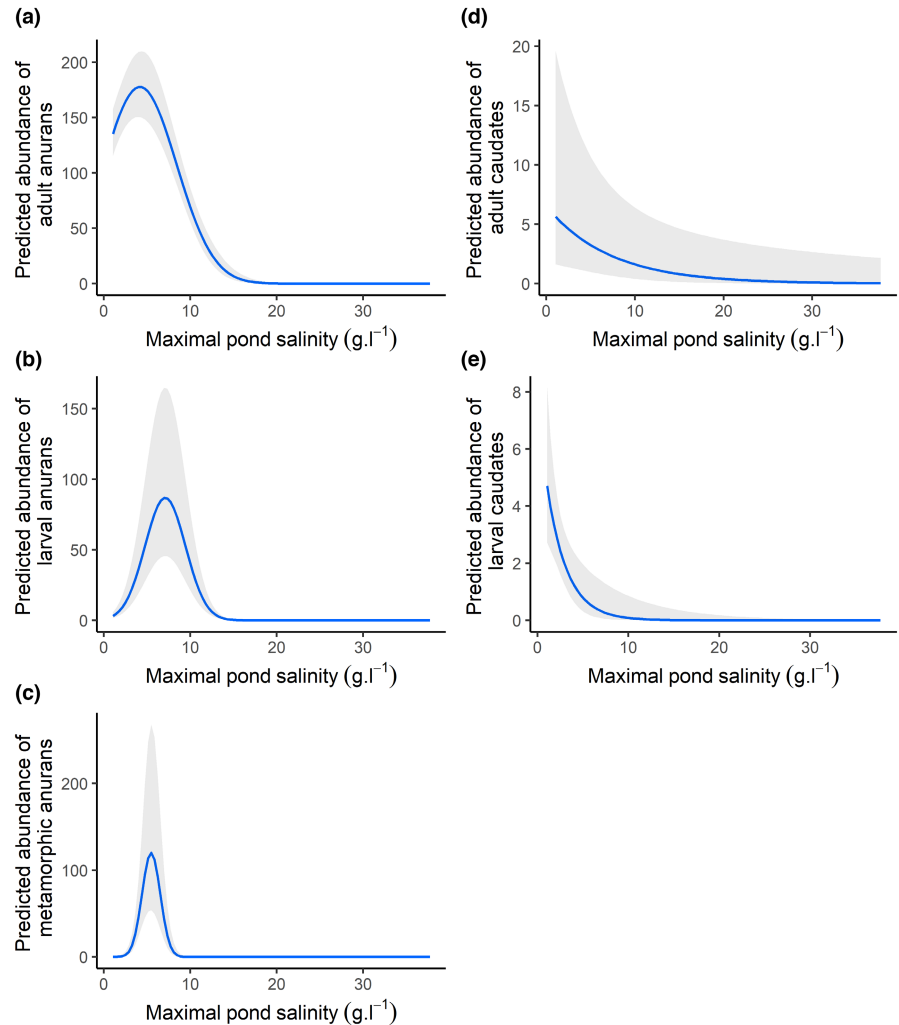 (a)
Predicted abundance of
adult anurans
200
150
100
50
0
0 10 20 30
Maximal pond salinity (g.l⁻¹)
(d)
Predicted abundance of
adult caudates
20
15
10
5
0
0 10 20 30
Maximal pond salinity (g.l⁻¹)
(b)
Predicted abundance of
larval anurans
150
100
50
0
0 10 20 30
Maximal pond salinity (g.l⁻¹)
(e)
Predicted abundance of
larval caudates
8
6
4
2
0
0 10 20 30
Maximal pond salinity (g.l⁻¹)
(c)
Predicted abundance of
metamorphic anurans
200
100
0
0 10 20 30
Maximal pond salinity (g.l⁻¹)